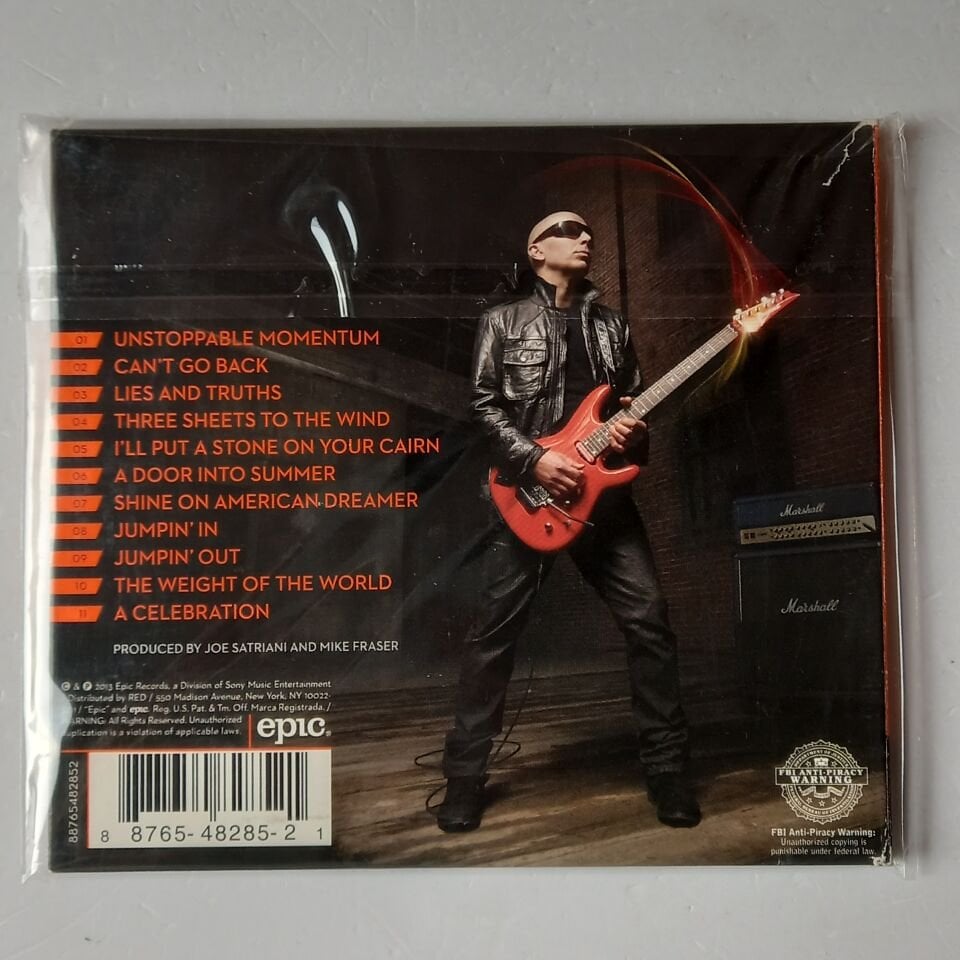 01 UNSTOPPABLE MOMENTUM
02 CAN'T GO BACK
03 LIES AND TRUTHS
04 THREE SHEETS TO THE WIND
05 I'LL PUT A STONE ON YOUR CAIRN
06 A DOOR INTO SUMMER
07 SHINE ON AMERICAN DREAMER
08 JUMPIN' IN
09 JUMPIN' OUT
10 THE WEIGHT OF THE WORLD
11 A CELEBRATION
PRODUCED BY JOE SATRIANI AND MIKE FRASER
© & ℗ 2013 Epic Records, a Division of Sony Music Entertainment
Distributed by RED / 550 Madison Avenue, New York, NY 10022-
/ "Epic" and epic Reg. U.S. Pat. & Tm. Off. Marca Registrada. /
WARNING: All Rights Reserved. Unauthorized
duplication is a violation of applicable laws.
epic®
88765482852
8 8765-48285-2 1
Marshall
Marshall
FBI ANTI-PIRACY
WARNING
FBI Anti-Piracy Warning:
Unauthorized copying is
punishable under federal law.